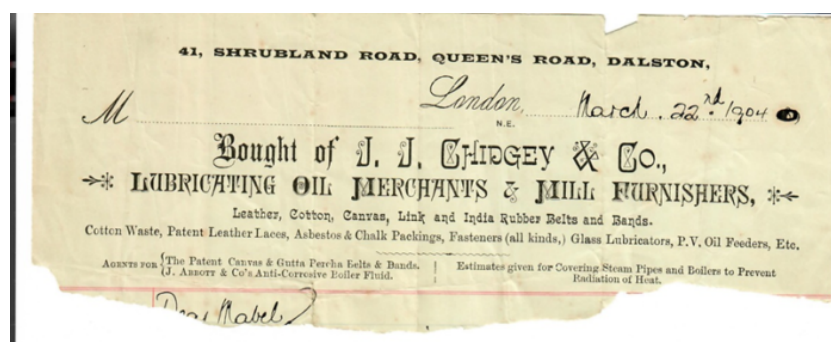 41, SHRUBLAND ROAD, QUEEN'S ROAD, DALSTON,
London, March. 22nd. 1904
N.E.
M
Bought of J. J. CHIDGEY & Co.,
LUBRICATING OIL MERCHANTS & MILL FURNISHERS,
Leather, Cotton, Canvas, Link and India Rubber Belts and Bands.
Cotton Waste, Patent Leather Laces, Asbestos & Chalk Packings, Fasteners (all kinds,) Glass Lubricators, P.V. Oil Feeders, Etc.
AGENTS FOR {The Patent Canvas & Gutta Percha Belts & Bands.
{J. ABBOTT & Co's Anti-Corrosive Boiler Fluid.
Estimates given for Covering Steam Pipes and Boilers to Prevent
Radiation of Heat.
Dear Mabel